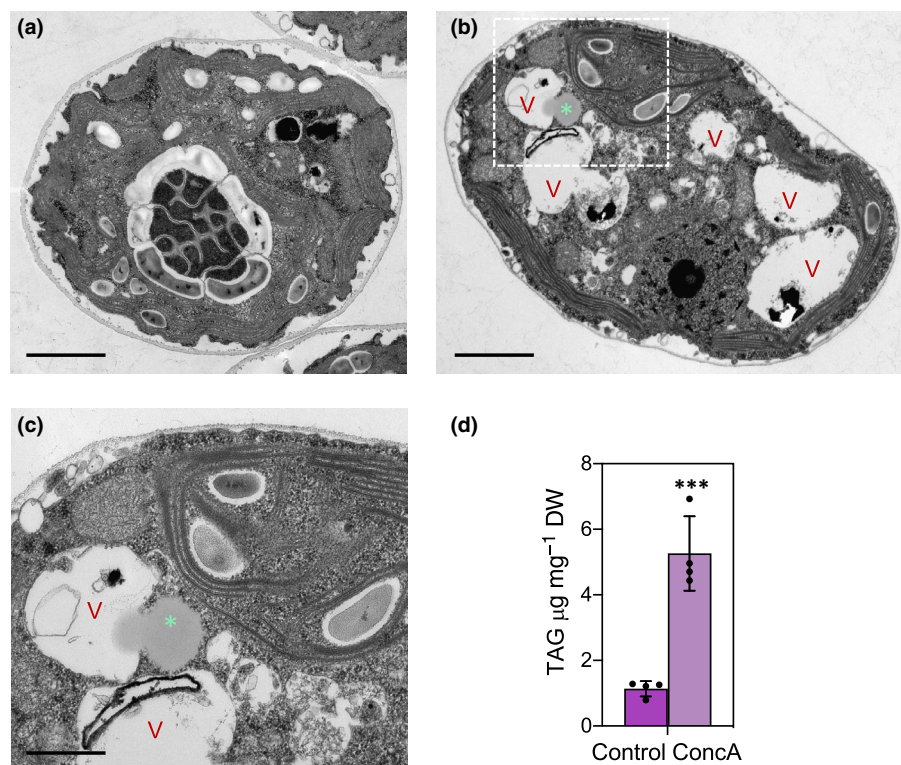 (a)
(b)
V
*
V
V
V
V
(c)
V
*
V
(d)
8
6
4
2
0
TAG μg mg−1 DW
***
Control ConcA